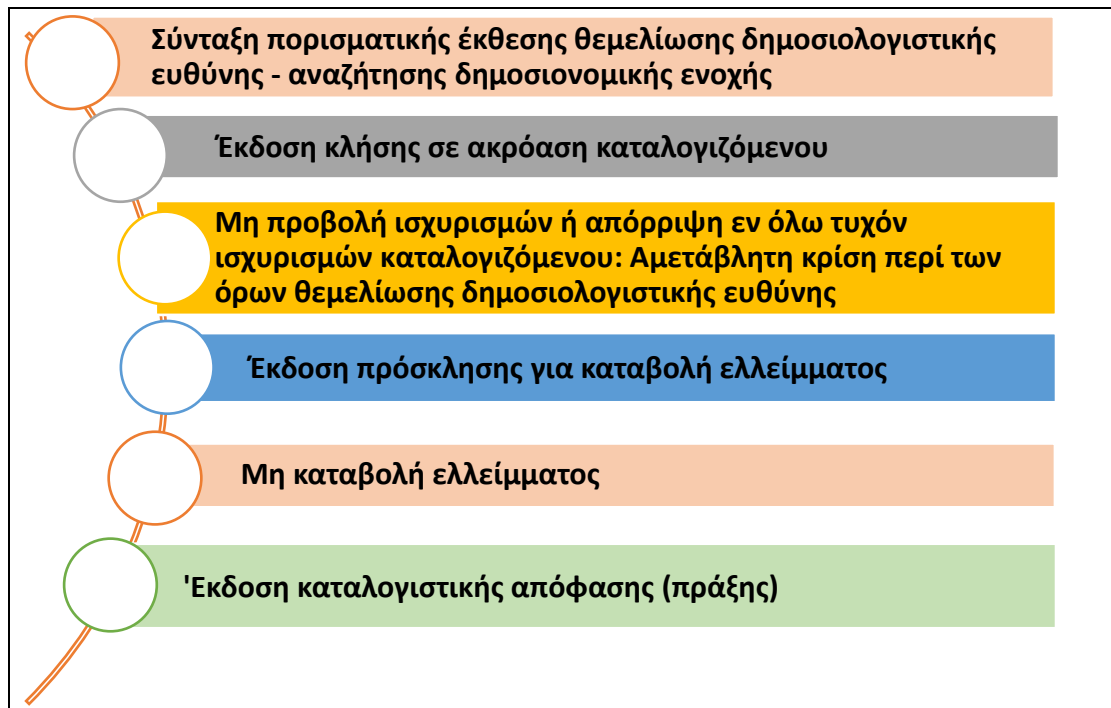 Σύνταξη πορισματικής έκθεσης θεμελίωσης δημοσιολογιστικής
ευθύνης - αναζήτησης δημοσιονομικής ενοχής
Έκδοση κλήσης σε ακρόαση καταλογιζόμενου
Μη προβολή ισχυρισμών ή απόρριψη εν όλω τυχόν
ισχυρισμών καταλογιζόμενου: Αμετάβλητη κρίση περί των
όρων θεμελίωσης δημοσιολογιστικής ευθύνης
Έκδοση πρόσκλησης για καταβολή ελλείμματος
Μη καταβολή ελλείμματος
'Εκδοση καταλογιστικής απόφασης (πράξης)